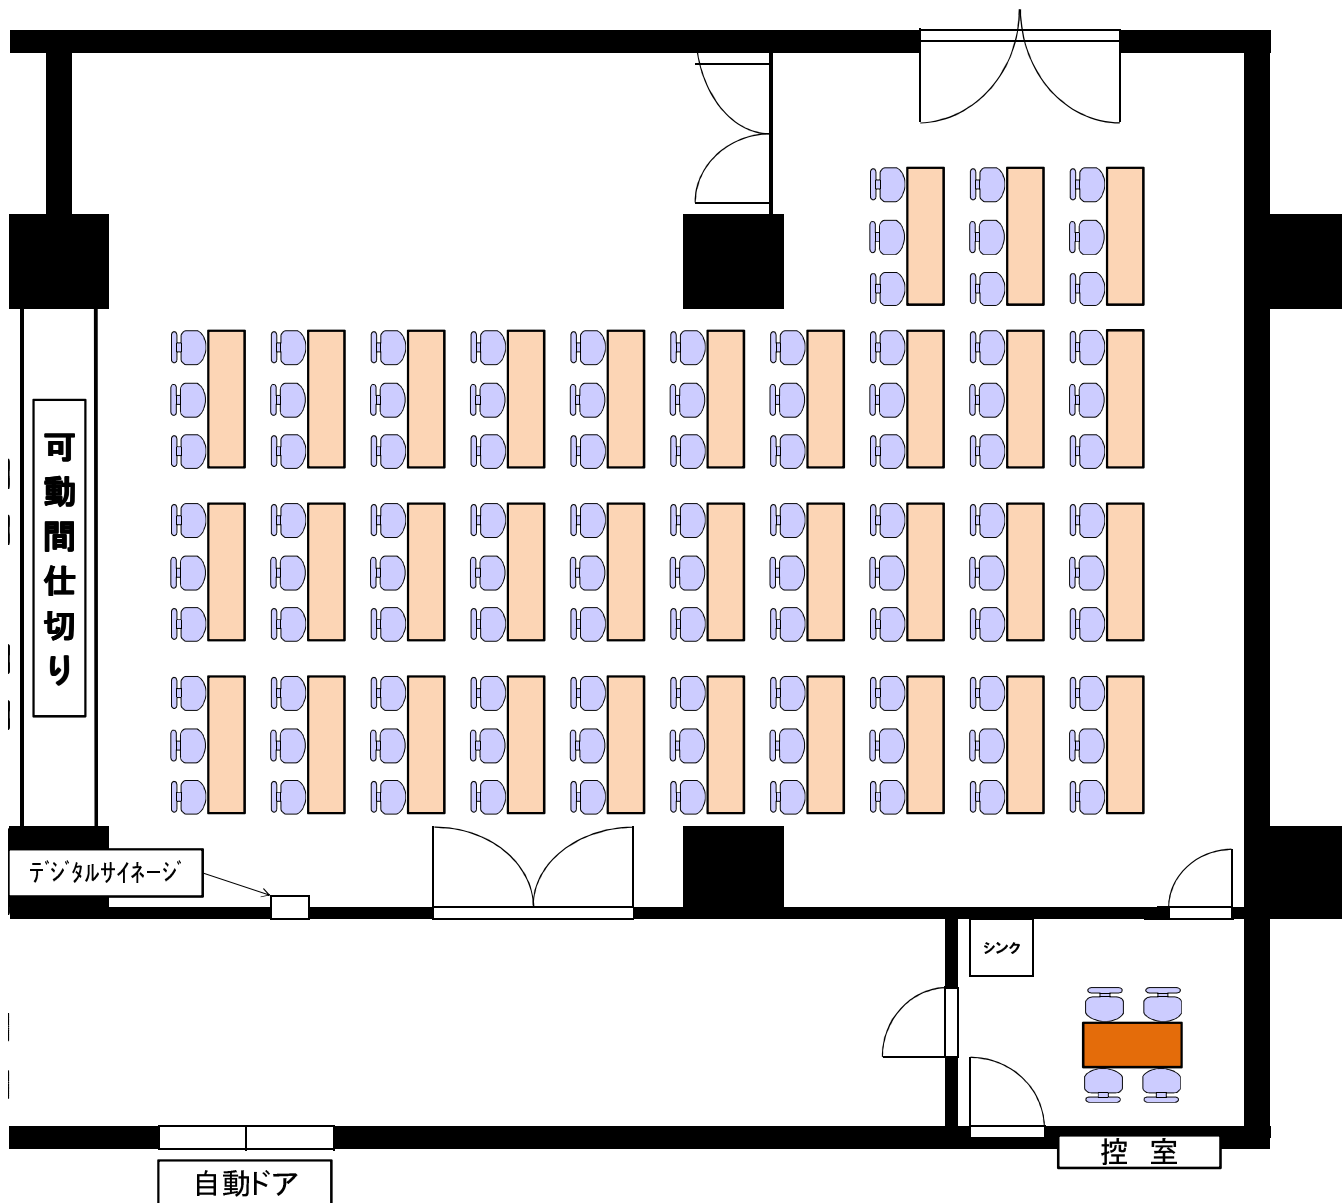 可動間仕切り
デジタルサイネージ
シンク
控 室
自動ドア